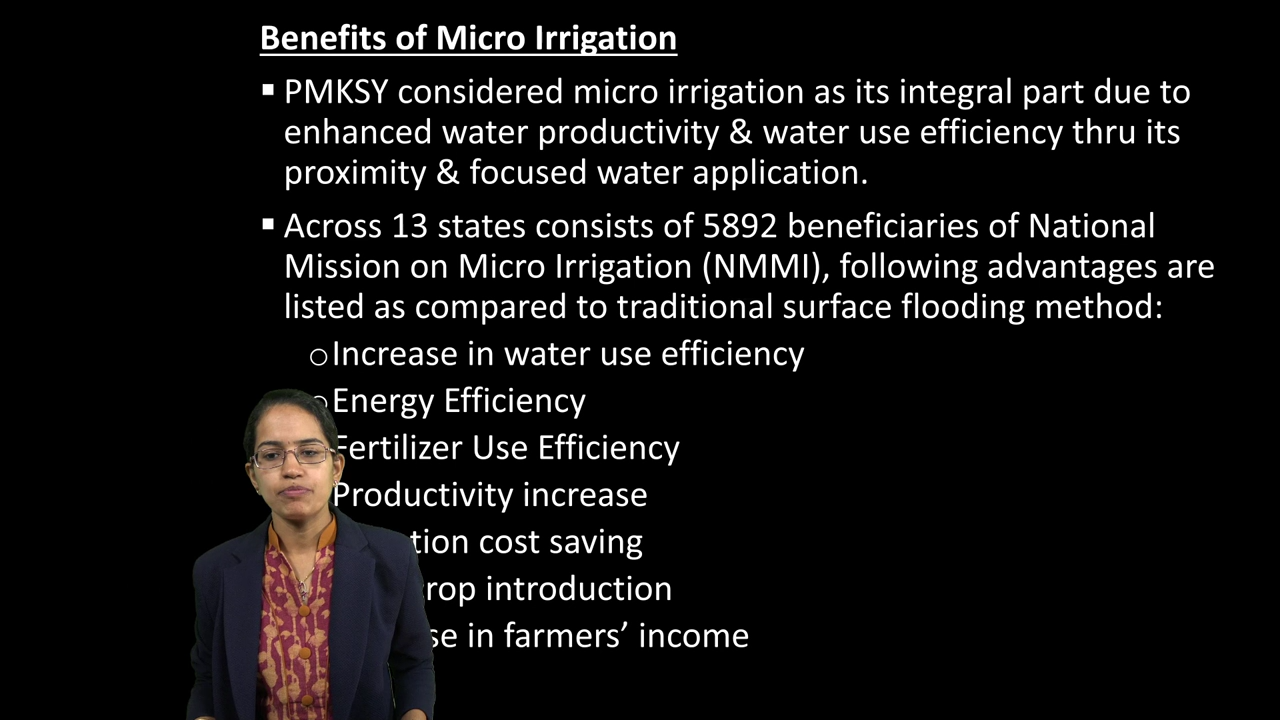 Benefits of Micro Irrigation
▪ PMKSY considered micro irrigation as its integral part due to
enhanced water productivity & water use efficiency thru its
proximity & focused water application.
▪ Across 13 states consists of 5892 beneficiaries of National
Mission on Micro Irrigation (NMMI), following advantages are
listed as compared to traditional surface flooding method:
○ Increase in water use efficiency
○ Energy Efficiency
Fertilizer Use Efficiency
Productivity increase
cost saving
introduction
in farmers’ income